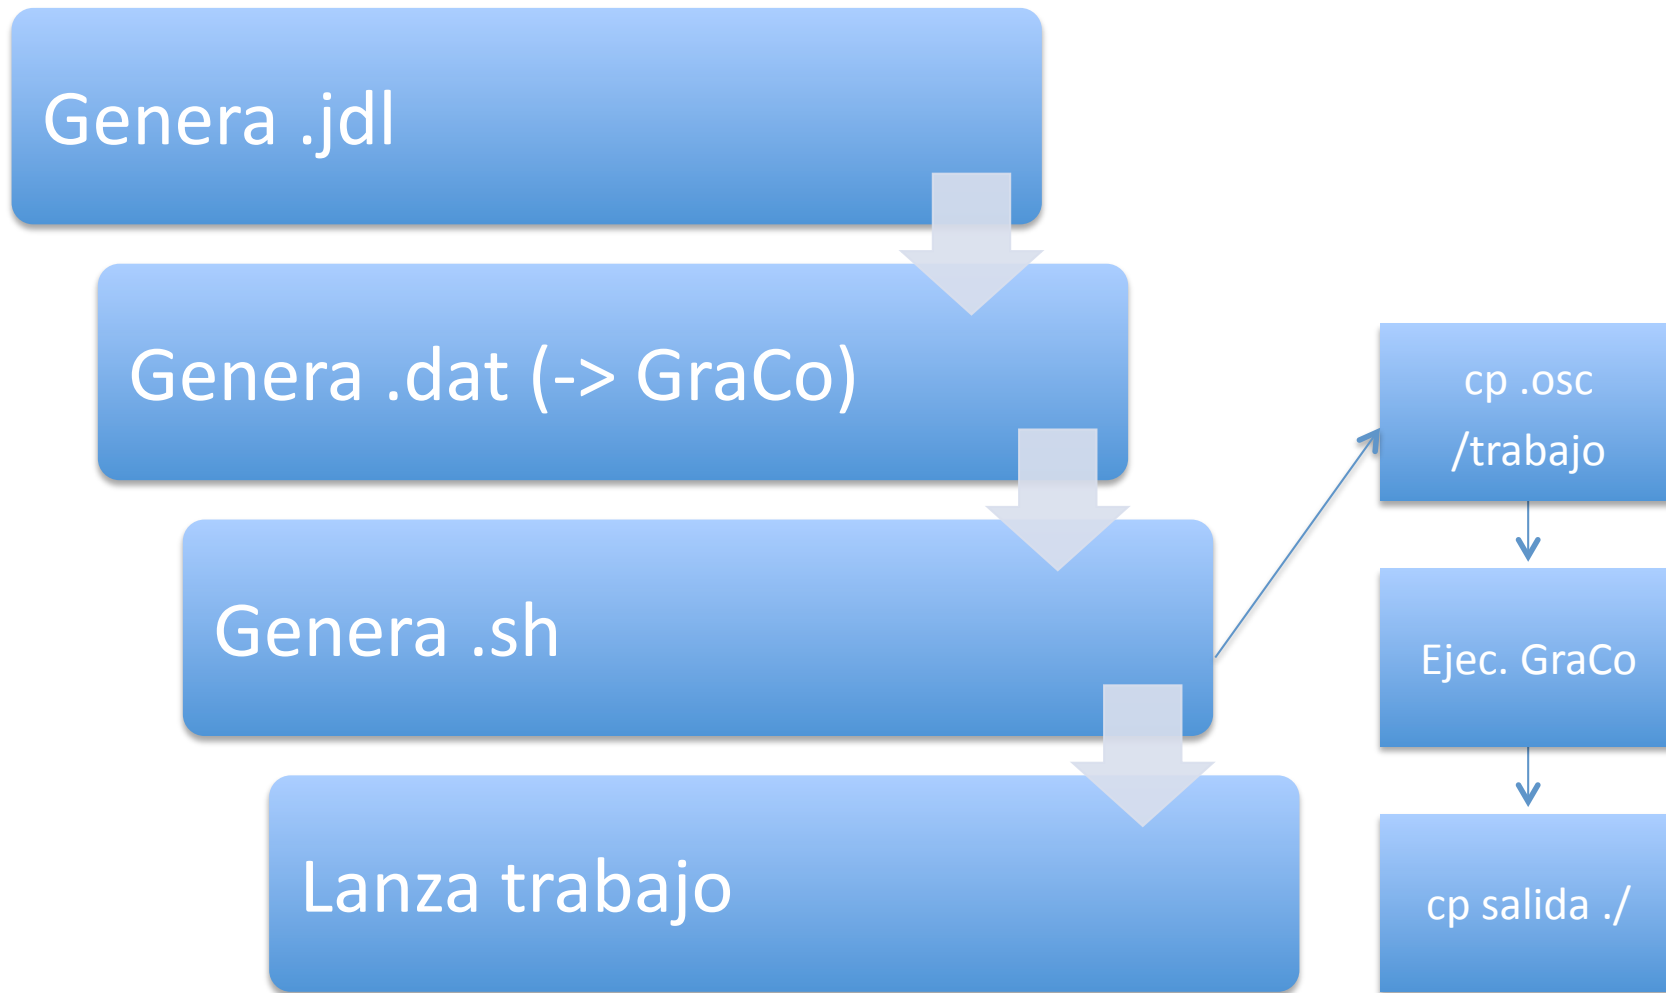 Genera .jdl
Genera .dat (-> GraCo)
Genera .sh
Lanza trabajo
cp .osc
/trabajo
Ejec. GraCo
cp salida ./